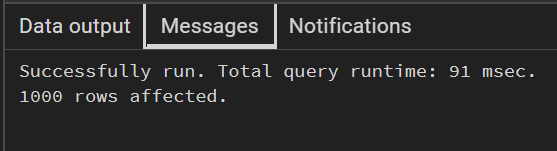 Data output Messages Notifications
Successfully run. Total query runtime: 91 msec.
1000 rows affected.